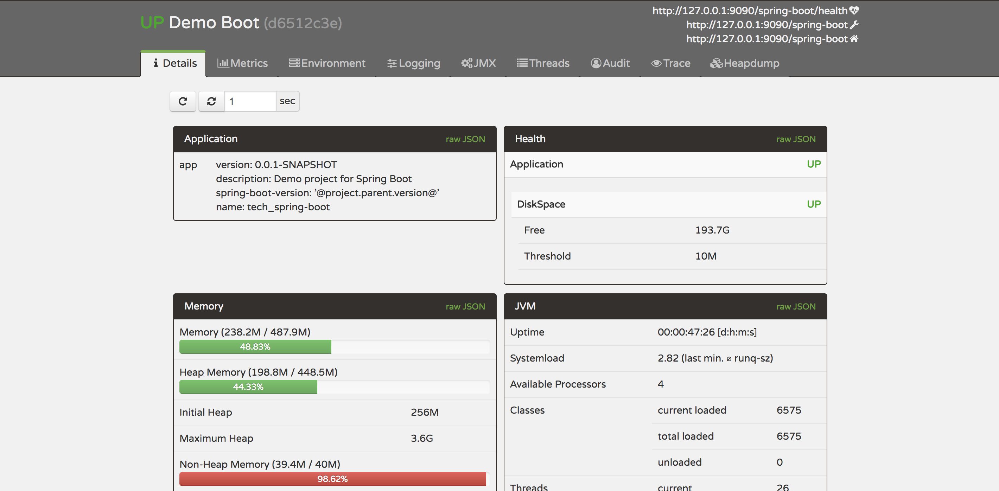 UP Demo Boot (d6512c3e)
http://127.0.0.1:9090/spring-boot/health
http://127.0.0.1:9090/spring-boot
http://127.0.0.1:9090/spring-boot
Details Metrics Environment Logging JMX Threads Audit Trace Heapdump
1 sec
Application raw JSON
app version: 0.0.1-SNAPSHOT
description: Demo project for Spring Boot
spring-boot-version: '@project.parent.version@'
name: tech_spring-boot
Health raw JSON
Application UP
DiskSpace UP
Free 193.7G
Threshold 10M
Memory raw JSON
Memory (238.2M / 487.9M)
48.83%
Heap Memory (198.8M / 448.5M)
44.33%
Initial Heap 256M
Maximum Heap 3.6G
Non-Heap Memory (39.4M / 40M)
98.62%
JVM raw JSON
Uptime 00:00:47:26 [d:h:m:s]
Systemload 2.82 (last min. ⌀ runq-sz)
Available Processors 4
Classes current loaded 6575
total loaded 6575
unloaded 0
Threads current 26